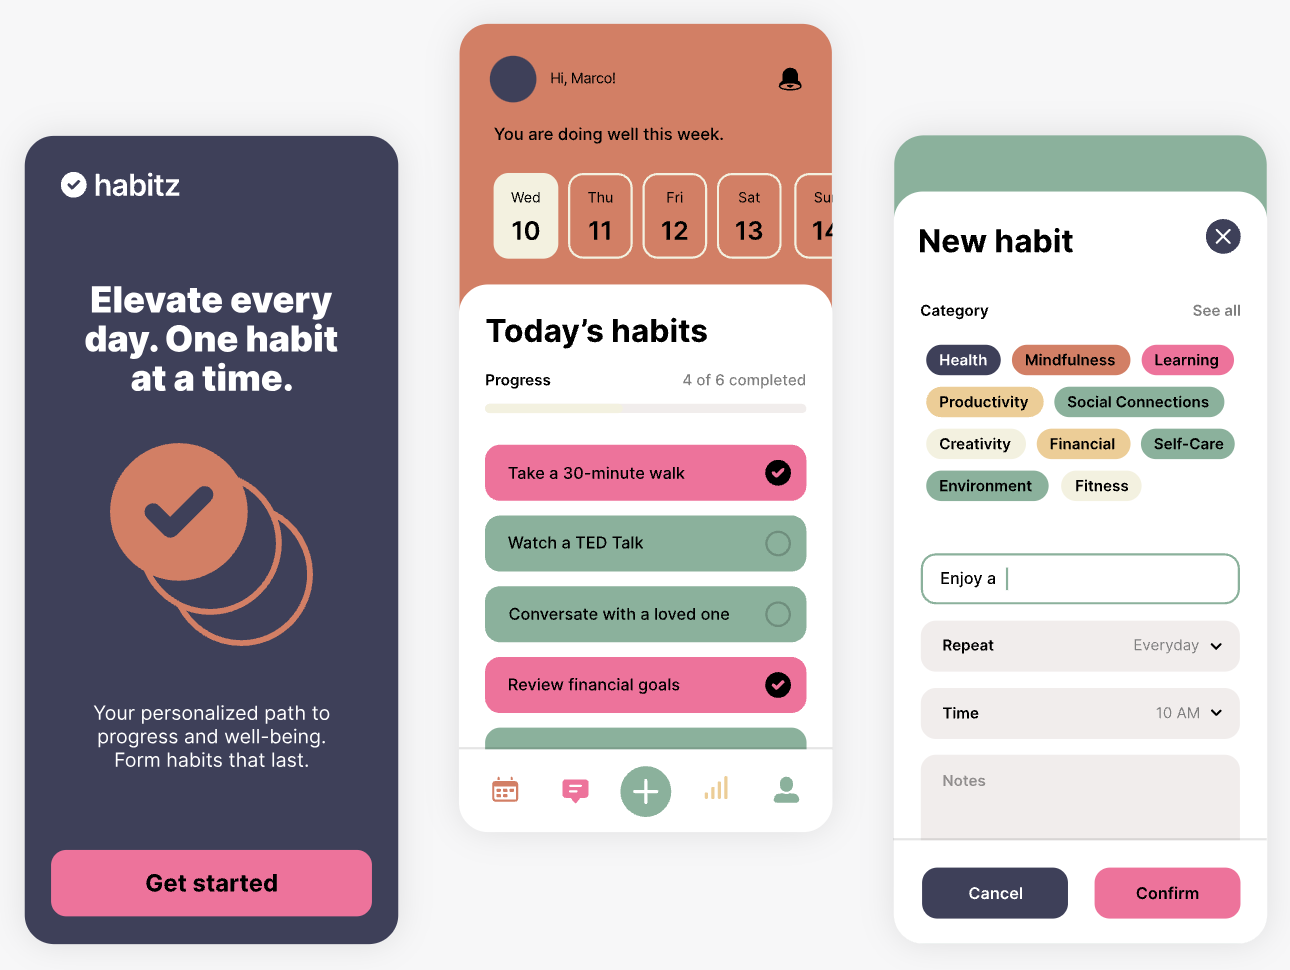 habitz
Elevate every
day. One habit
at a time.
Your personalized path to
progress and well-being.
Form habits that last.
Get started
Hi, Marco!
You are doing well this week.
Wed Thu Fri Sat
10 11 12 13
Today’s habits
Progress 4 of 6 completed
Take a 30-minute walk
Watch a TED Talk
Conversate with a loved one
Review financial goals
New habit
Category See all
Health Mindfulness Learning
Productivity Social Connections
Creativity Financial Self-Care
Environment Fitness
Enjoy a
Repeat Everyday
Time 10 AM
Notes
Cancel Confirm